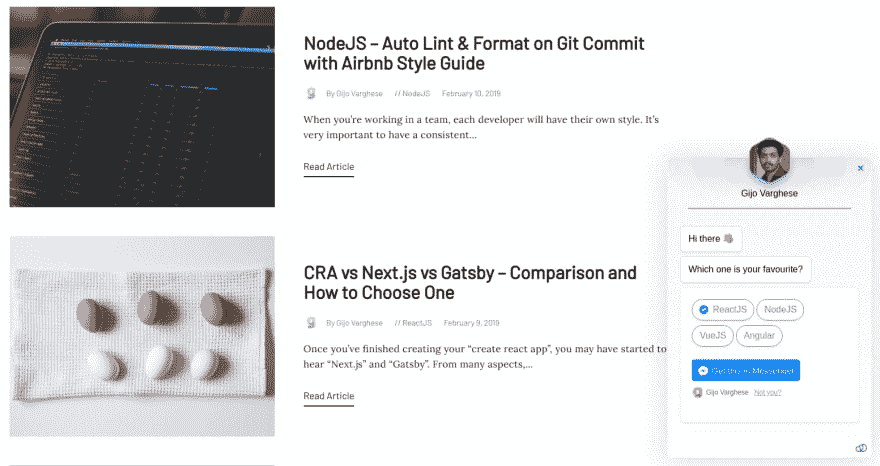 NodeJS – Auto Lint & Format on Git Commit
with Airbnb Style Guide
By Gijo Varghese // NodeJS February 10, 2019
When you're working in a team, each developer will have their own style. It's
very important to have a consistent...
Read Article
CRA vs Next.js vs Gatsby – Comparison and
How to Choose One
By Gijo Varghese // ReactJS February 9, 2019
Once you've finished creating your “create react app”, you may have started to
hear “Next.js” and “Gatsby”. From many aspects,...
Read Article
Gijo Varghese
Hi there
Which one is your favourite?
ReactJS NodeJS
VueJS Angular
Messenger
Gijo Varghese Not you?